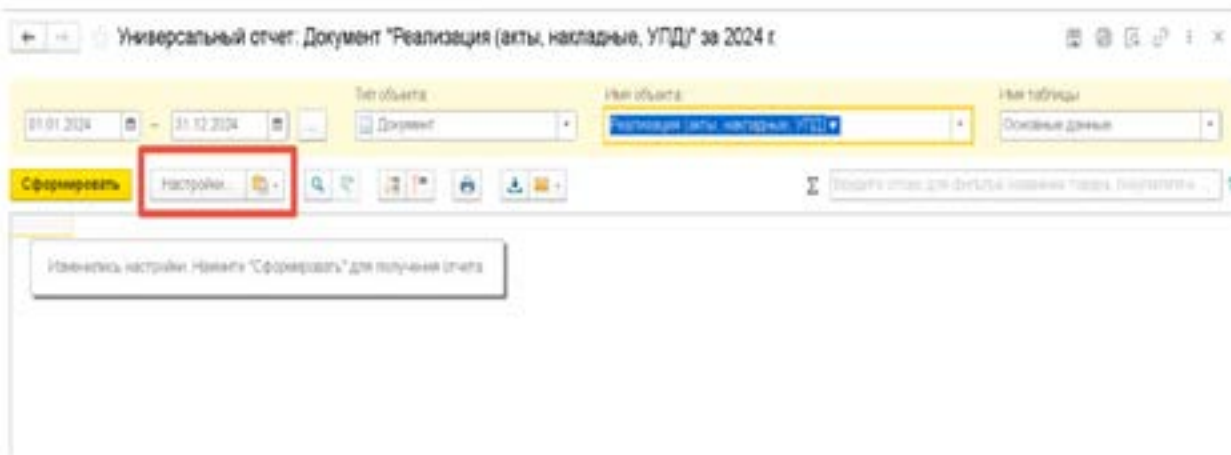 Универсальный отчет: Документ "Реализация (акты, накладные, УПД)" за 2024 г.
Тип объекта:
Имя объекта:
Имя таблицы:
01.01.2024 – 31.12.2024 ... Документ Реализация (акты, накладные, УПД) Основные данные
Сформировать Настройки... Σ
Изменились настройки. Нажмите "Сформировать" для получения отчета.